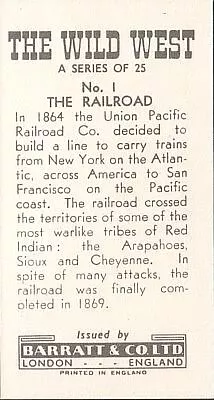 THE WILD WEST
A SERIES OF 25
No. 1
THE RAILROAD
In 1864 the Union Pacific
Railroad Co. decided to
build a line to carry trains
from New York on the Atlan-
tic, across America to San
Francisco on the Pacific
coast. The railroad crossed
the territories of some of the
most warlike tribes of Red
Indian: the Arapahoes,
Sioux and Cheyenne. In
spite of many attacks, the
railroad was finally com-
pleted in 1869.
Issued by
BARRATT & CO. LTD
LONDON - - - ENGLAND
PRINTED IN ENGLAND